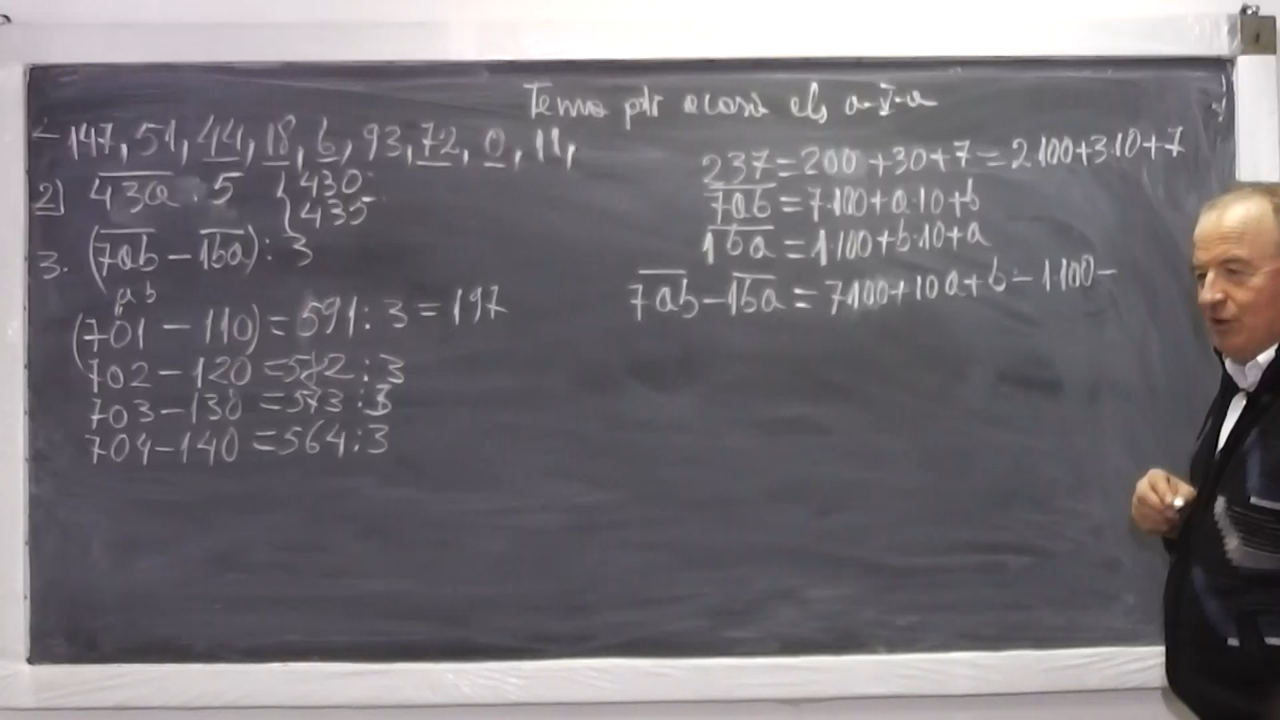 Tema ptr acasă cls a-V-a
147, 51, 44, 18, 6, 93, 72, 0, 11,
2) 43a ⋮ 5 { 430
435
3. (7ab − 1ba) : 3
a b
(701 − 110) = 591 : 3 = 197
702 − 120 = 582 : 3
703 − 130 = 573 : 3
704 − 140 = 564 : 3
237 = 200 + 30 + 7 = 2·100 + 3·10 + 7
7ab = 7·100 + a·10 + b
1ba = 1·100 + b·10 + a
7ab − 1ba = 7·100 + 10a + b − 1·100 −